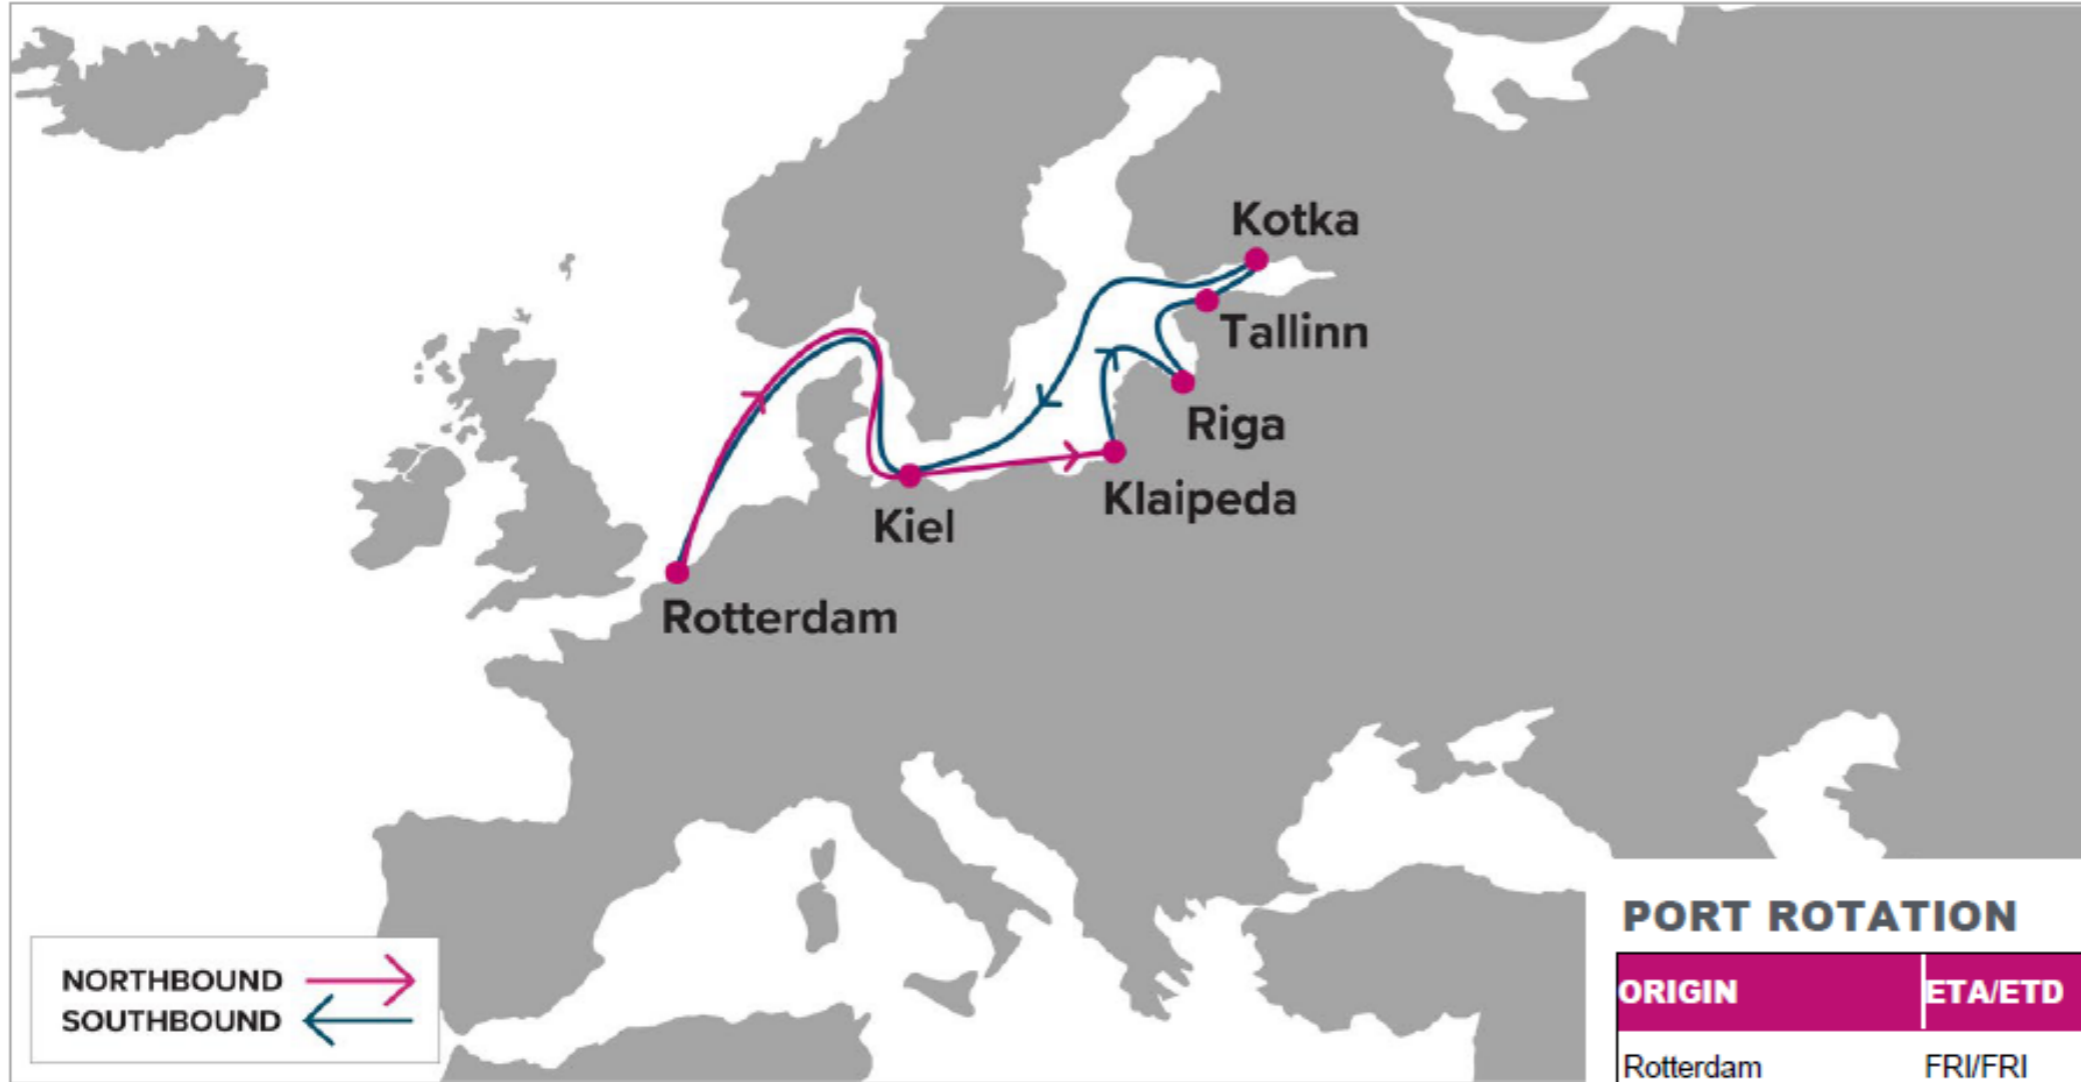 Kotka
Tallinn
Riga
Klaipeda
Kiel
Rotterdam
NORTHBOUND
SOUTHBOUND
PORT ROTATION
ORIGIN ETA/ETD
Rotterdam FRI/FRI